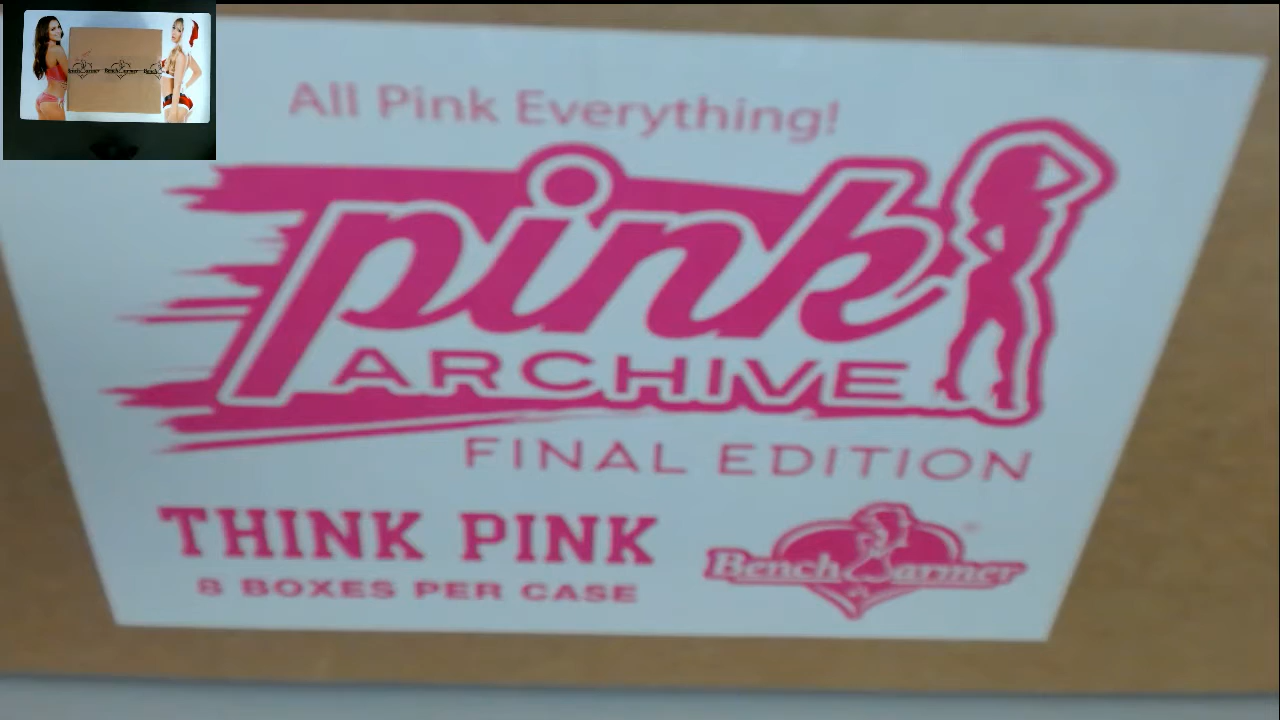 All Pink Everything!
pink
ARCHIVE
FINAL EDITION
THINK PINK
8 BOXES PER CASE
BenchWarmer